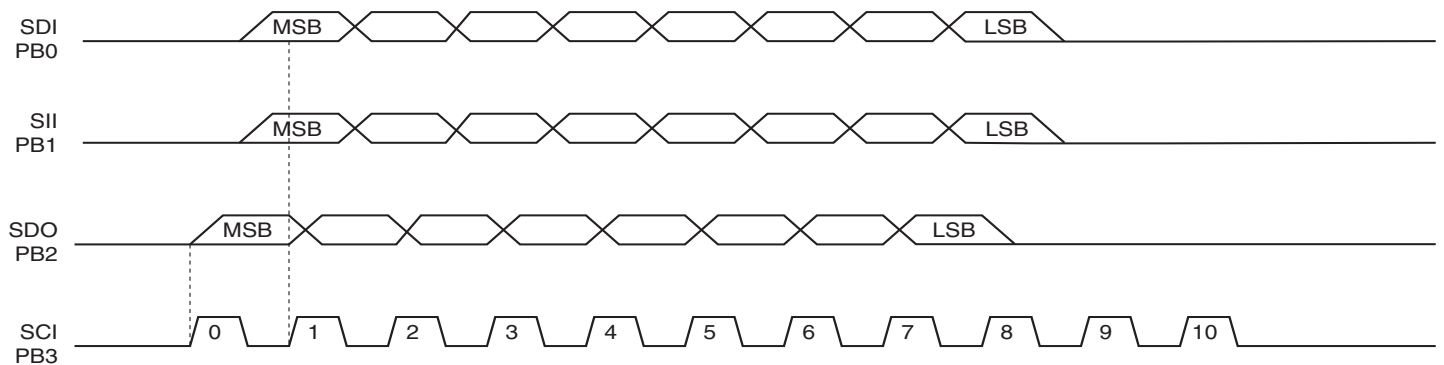 SDI MSB LSB
PB0
SII MSB LSB
PB1
SDO MSB LSB
PB2
SCI 0 1 2 3 4 5 6 7 8 9 10
PB3